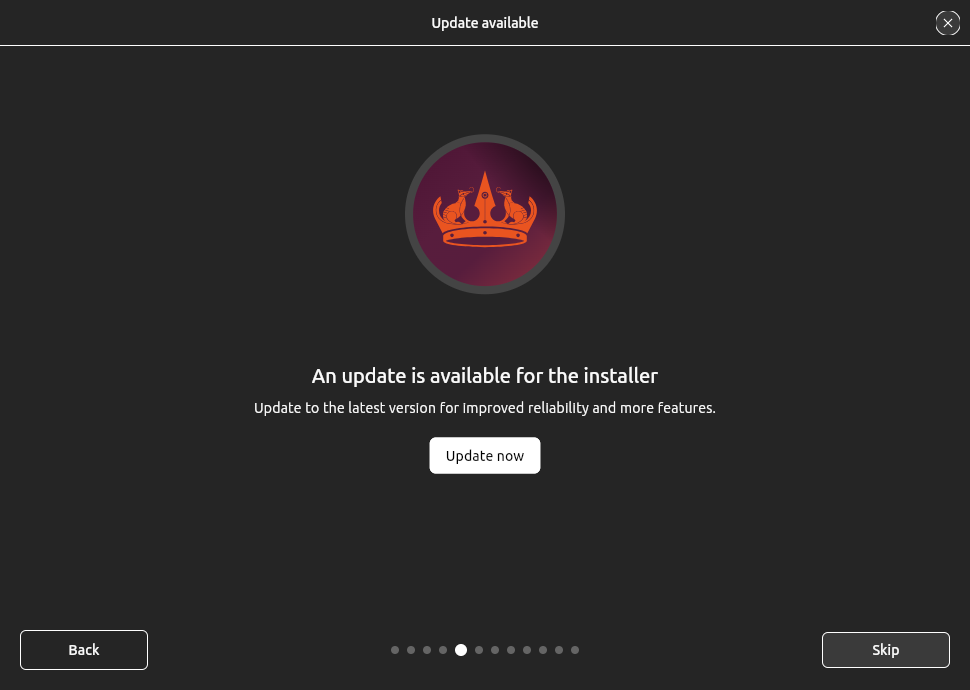 Update available
An update is available for the installer
Update to the latest version for improved reliability and more features.
Update now
Back
Skip